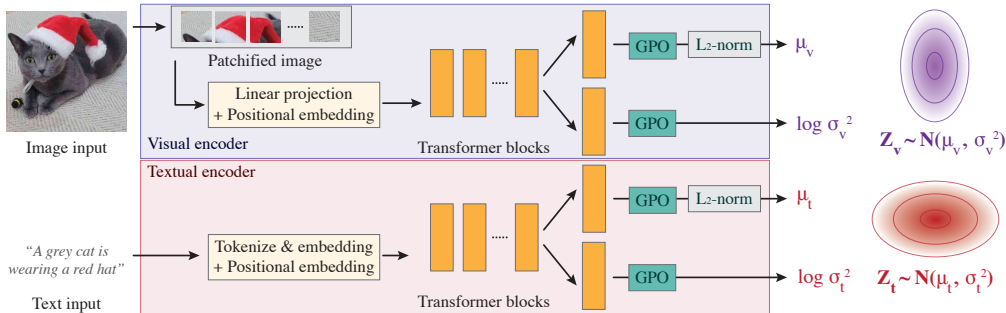 Image input
Patchified image
Linear projection
+ Positional embedding
Visual encoder
.....
.....
Transformer blocks
GPO
L₂-norm
μᵥ
GPO
log σᵥ²
Zᵥ ~ N(μᵥ, σᵥ²)
Textual encoder
“A grey cat is
wearing a red hat”
Text input
Tokenize & embedding
+ Positional embedding
.....
Transformer blocks
GPO
L₂-norm
μₜ
GPO
log σₜ²
Zₜ ~ N(μₜ, σₜ²)